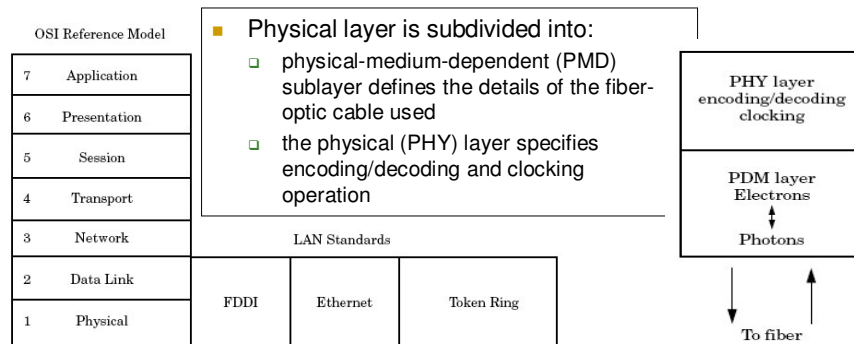 OSI Reference Model
7 Application
6 Presentation
5 Session
4 Transport
3 Network
2 Data Link
1 Physical
Physical layer is subdivided into:
physical-medium-dependent (PMD)
sublayer defines the details of the fiber-
optic cable used
the physical (PHY) layer specifies
encoding/decoding and clocking
operation
LAN Standards
FDDI
Ethernet
Token Ring
PHY layer
encoding/decoding
clocking
PDM layer
Electrons
Photons
To fiber